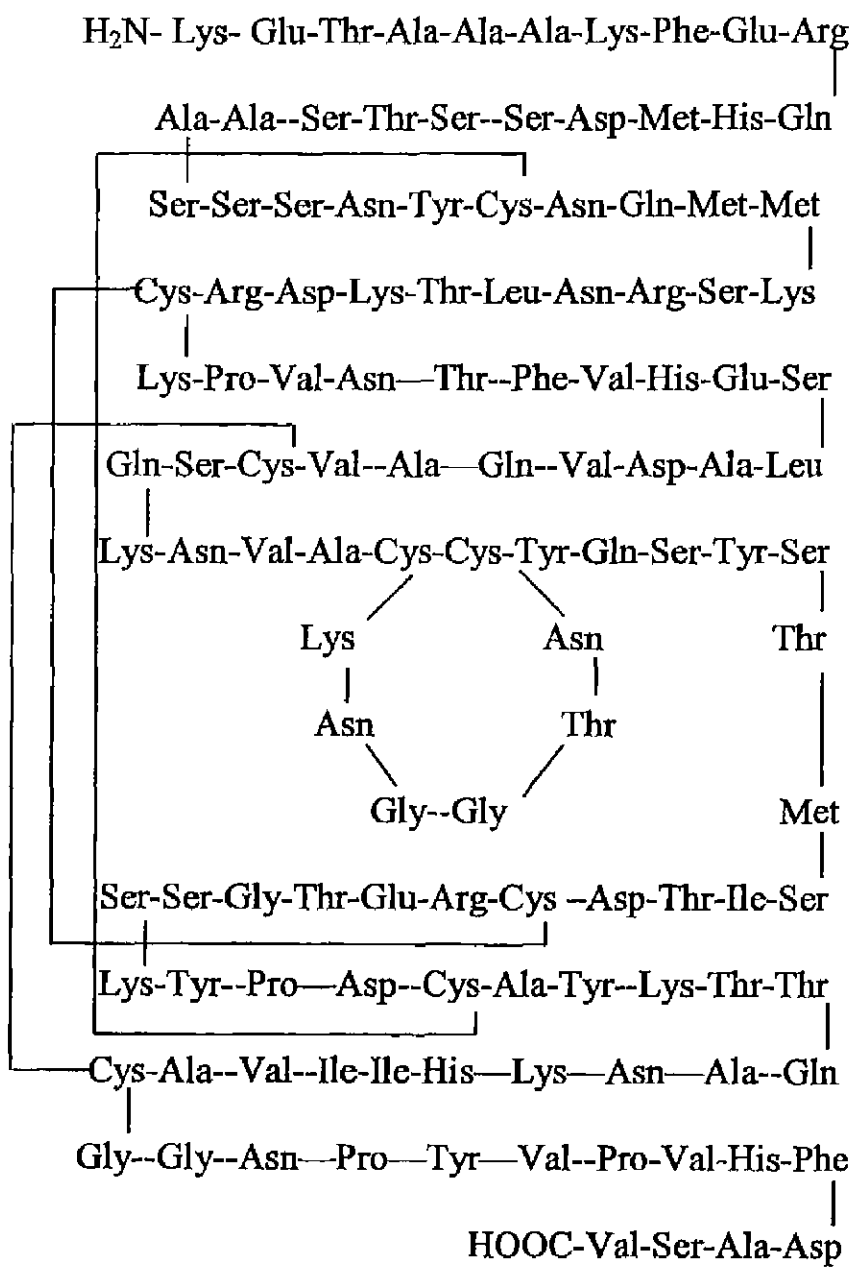 H₂N- Lys- Glu-Thr-Ala-Ala-Ala-Lys-Phe-Glu-Arg
Ala-Ala--Ser-Thr-Ser--Ser-Asp-Met-His-Gln
Ser-Ser-Ser-Asn-Tyr-Cys-Asn-Gln-Met-Met
Cys-Arg-Asp-Lys-Thr-Leu-Asn-Arg-Ser-Lys
Lys-Pro-Val-Asn—Thr--Phe-Val-His-Glu-Ser
Gln-Ser-Cys-Val--Ala—Gln--Val-Asp-Ala-Leu
Lys-Asn-Val-Ala-Cys-Cys-Tyr-Gln-Ser-Tyr-Ser
Lys Asn Thr
Asn Thr
Gly--Gly Met
Ser-Ser-Gly-Thr-Glu-Arg-Cys –Asp-Thr-Ile-Ser
Lys-Tyr--Pro—Asp--Cys-Ala-Tyr--Lys-Thr-Thr
Cys-Ala--Val--Ile-Ile-His—Lys—Asn—Ala--Gln
Gly--Gly--Asn—Pro—Tyr—Val--Pro-Val-His-Phe
HOOC-Val-Ser-Ala-Asp